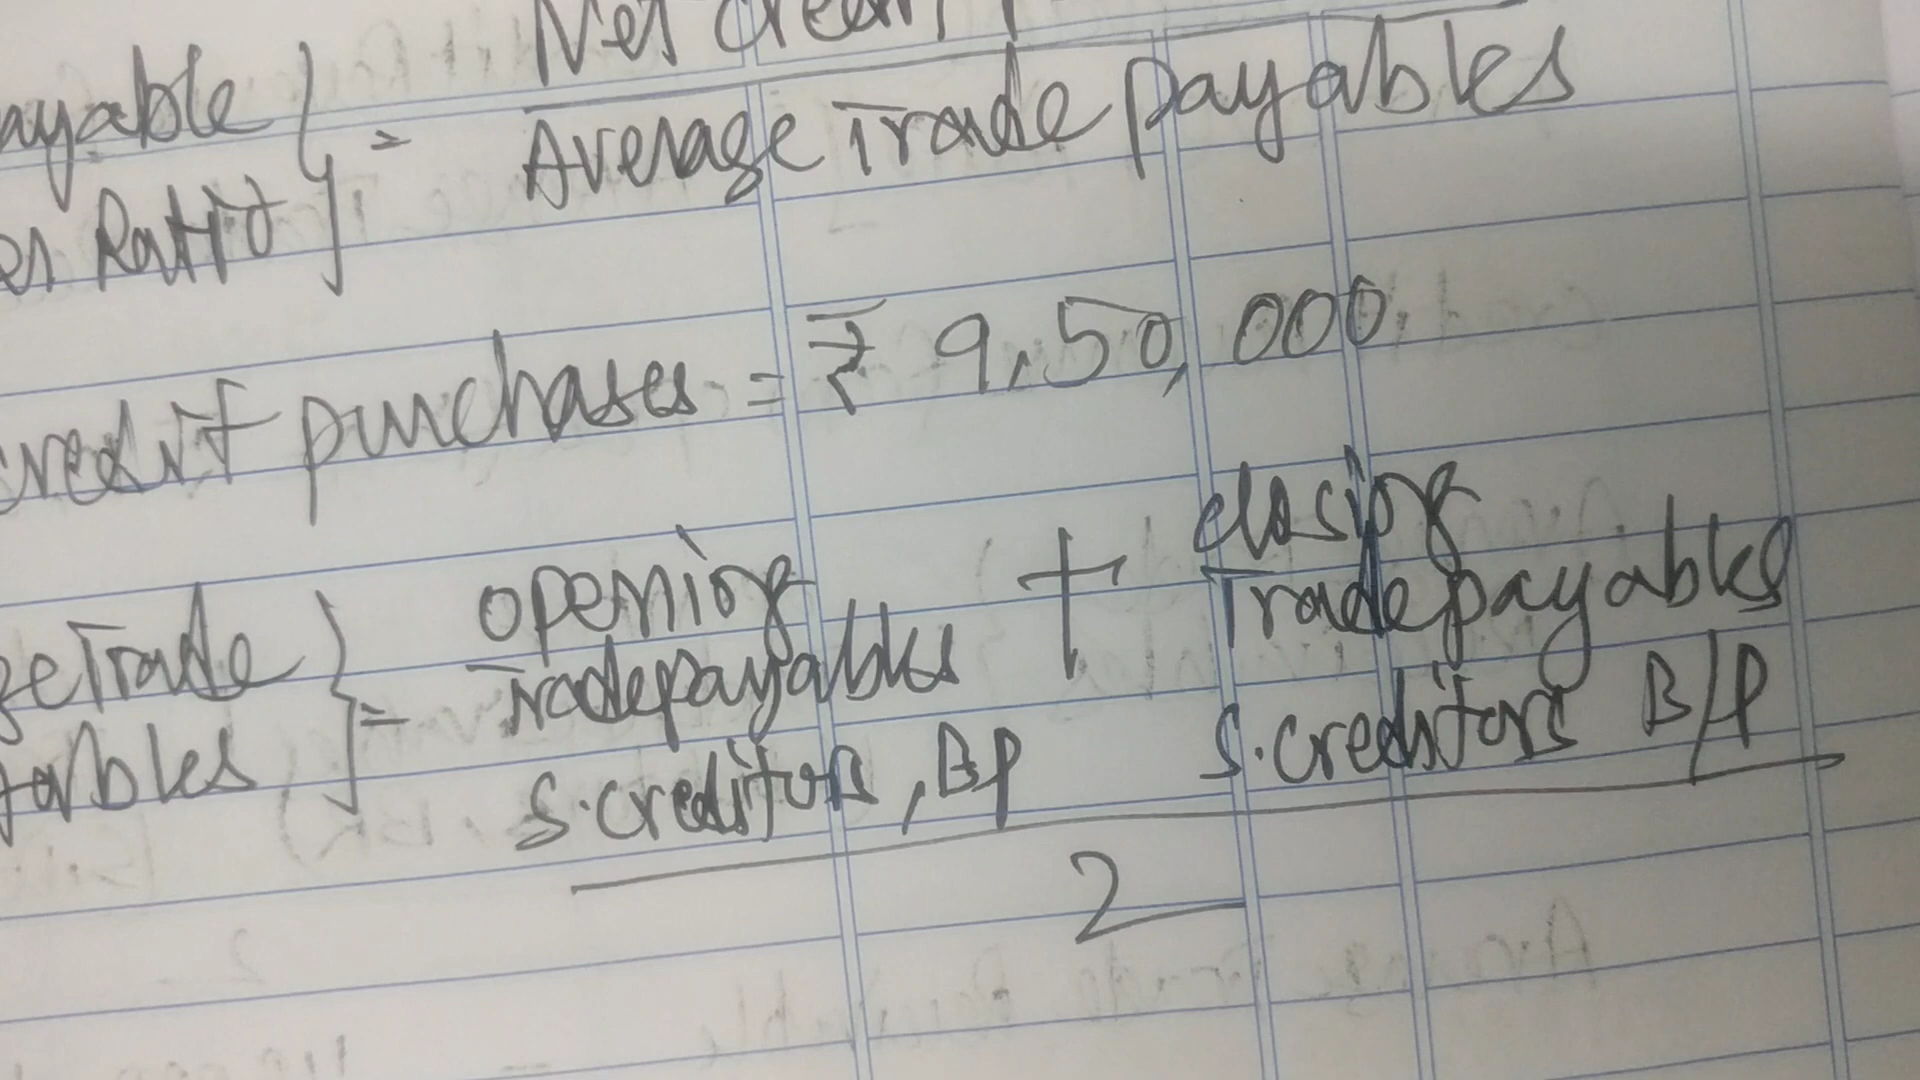 Net
ayable } = Average Trade payables
er Ratio
credit purchases = ₹ 9,50,000
opening + closing
ge Trade } = Trade payables Trade payables
ables S. creditors, BP S. creditors B/P
2